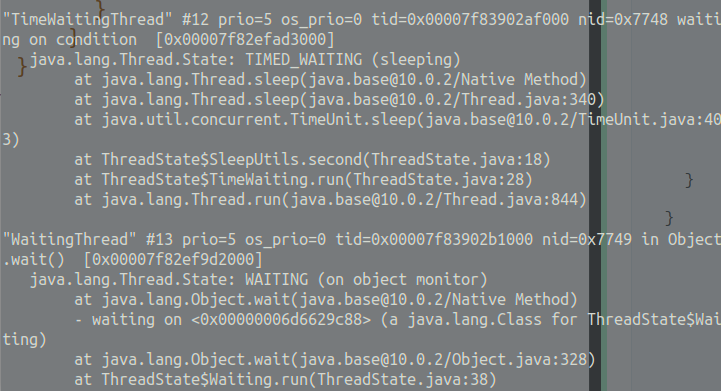 }
"TimeWaitingThread" #12 prio=5 os_prio=0 tid=0x00007f83902af000 nid=0x7748 waiti
ng on condition  [0x00007f82efad3000]
}
   java.lang.Thread.State: TIMED_WAITING (sleeping)
}
        at java.lang.Thread.sleep(java.base@10.0.2/Native Method)
        at java.lang.Thread.sleep(java.base@10.0.2/Thread.java:340)
        at java.util.concurrent.TimeUnit.sleep(java.base@10.0.2/TimeUnit.java:40
3)
        at ThreadState$SleepUtils.second(ThreadState.java:18)
        at ThreadState$TimeWaiting.run(ThreadState.java:28)
}
        at java.lang.Thread.run(java.base@10.0.2/Thread.java:844)
}
"WaitingThread" #13 prio=5 os_prio=0 tid=0x00007f83902b1000 nid=0x7749 in Object
.wait()  [0x00007f82ef9d2000]
   java.lang.Thread.State: WAITING (on object monitor)
        at java.lang.Object.wait(java.base@10.0.2/Native Method)
        - waiting on <0x00000006d6629c88> (a java.lang.Class for ThreadState$Wai
ting)
        at java.lang.Object.wait(java.base@10.0.2/Object.java:328)
        at ThreadState$Waiting.run(ThreadState.java:38)